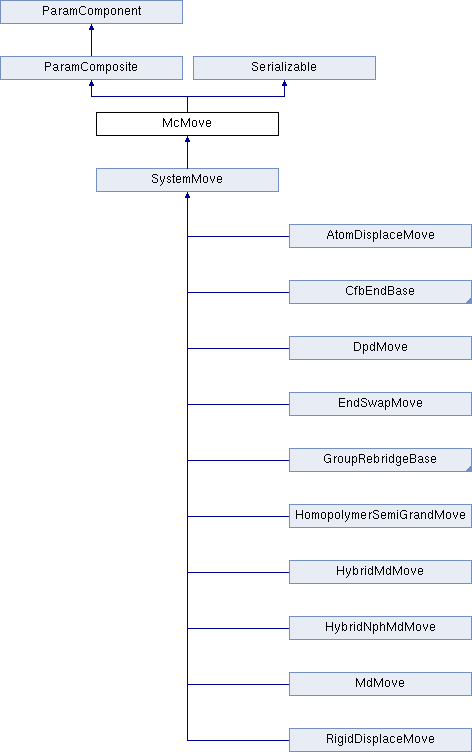 ParamComponent
ParamComposite
Serializable
McMove
SystemMove
AtomDisplaceMove
CfbEndBase
DpdMove
EndSwapMove
GroupRebridgeBase
HomopolymerSemiGrandMove
HybridMdMove
HybridNphMdMove
MdMove
RigidDisplaceMove